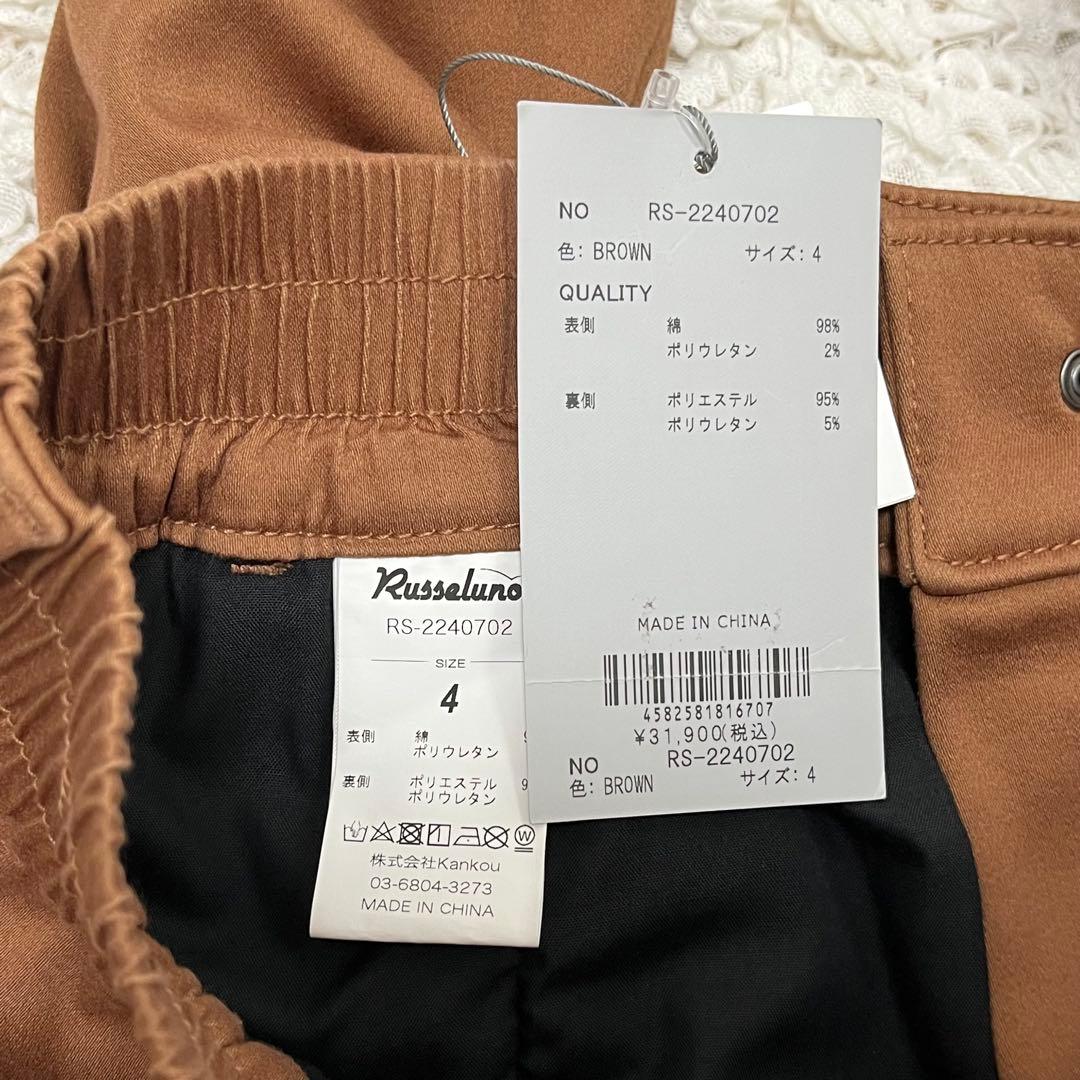 NO RS-2240702
色: BROWN サイズ: 4
QUALITY
表側 綿 98%
ポリウレタン 2%
裏側 ポリエステル 95%
ポリウレタン 5%
MADE IN CHINA
4582581816707
¥31,900(税込)
NO RS-2240702
色: BROWN サイズ: 4
Russeluno
RS-2240702
SIZE
4
表側 綿 9
ポリウレタン
裏側 ポリエステル 9
ポリウレタン
W
株式会社Kankou
03-6804-3273
MADE IN CHINA